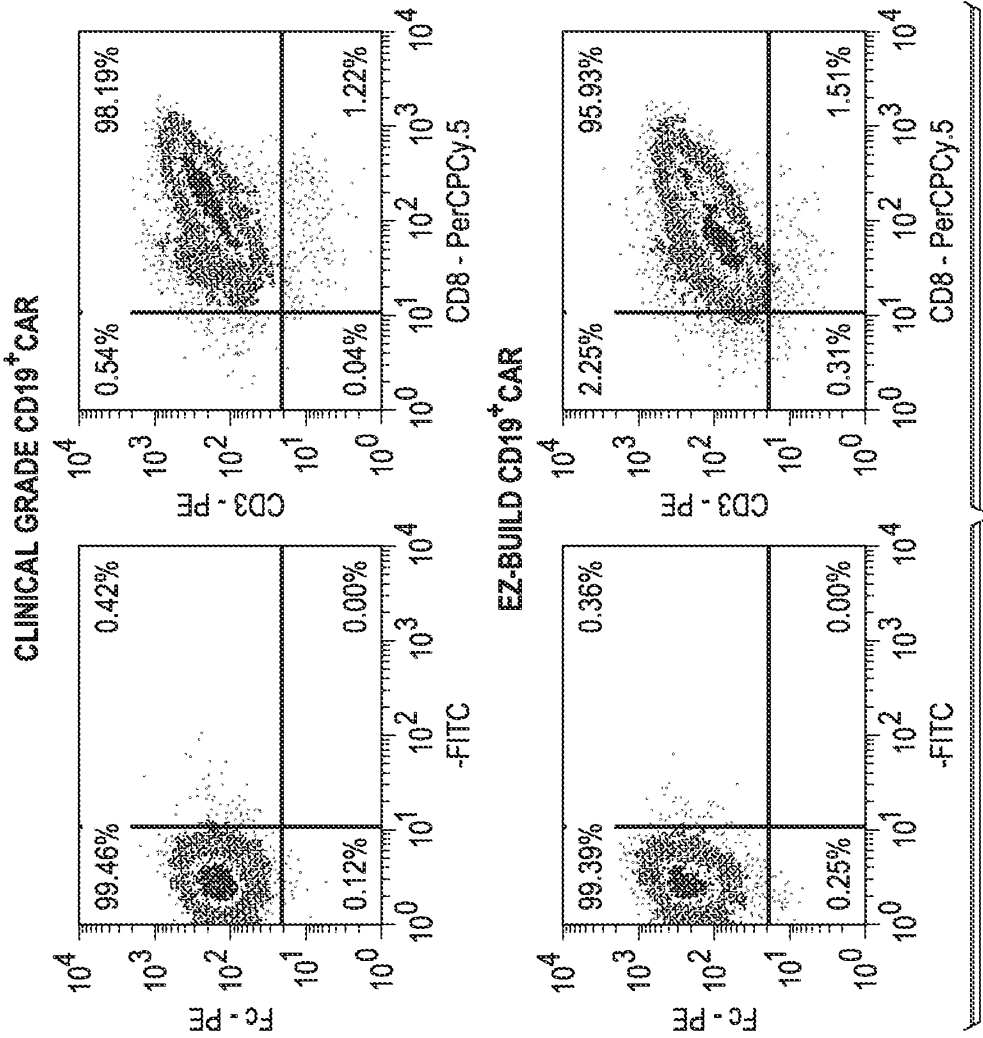 CLINICAL GRADE CD19⁺CAR
99.46% 0.42%
0.12% 0.00%
10⁴
10³
10²
10¹
10⁰
Fc - PE
10⁰ 10¹ 10² 10³ 10⁴
-FITC
0.54% 98.19%
0.04% 1.22%
10⁴
10³
10²
10¹
10⁰
CD3 - PE
10⁰ 10¹ 10² 10³ 10⁴
CD8 - PerCPCy.5
EZ-BUILD CD19⁺CAR
99.39% 0.36%
0.25% 0.00%
10⁴
10³
10²
10¹
10⁰
Fc - PE
10⁰ 10¹ 10² 10³ 10⁴
-FITC
2.25% 95.93%
0.31% 1.51%
10⁴
10³
10²
10¹
10⁰
CD3 - PE
10⁰ 10¹ 10² 10³ 10⁴
CD8 - PerCPCy.5